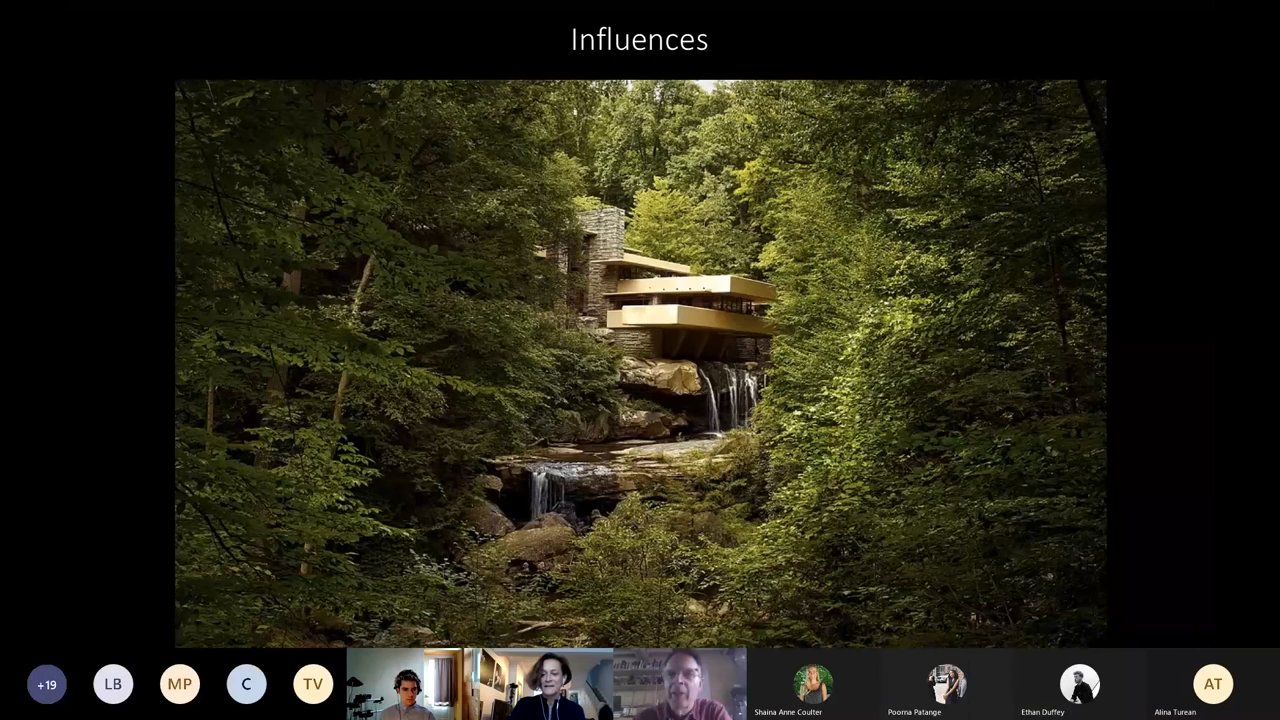 Influences
+19
LB
MP
C
TV
Shaina Anne Coulter
Poorna Patange
Ethan Duffey
AT
Alina Turean